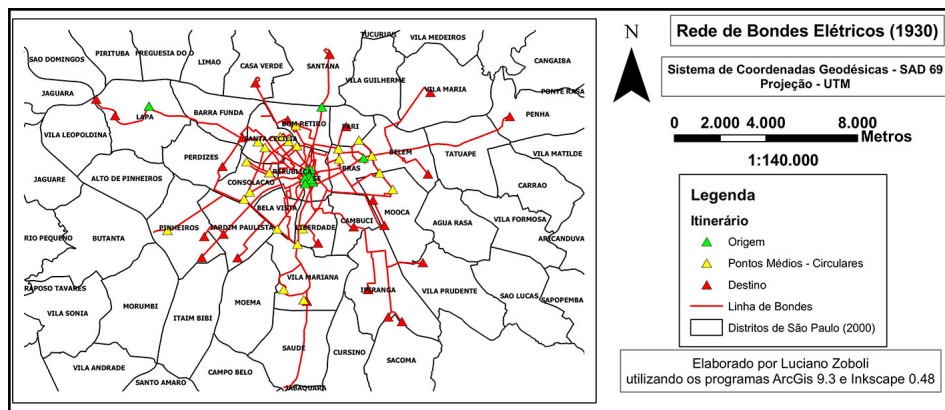 TUCURUVI
VILA MEDEIROS
PIRITUBA
FREGUESIA DO O
LIMAO
CASA VERDE
SANTANA
CANGAIBA
SAO DOMINGOS
VILA GUILHERME
VILA MARIA
PONTE RASA
JAGUARA
BARRA FUNDA
PENHA
LAPA
BOM RETIRO
PARI
VILA LEOPOLDINA
SANTA CECILIA
BELEM
TATUAPE
VILA MATILDE
PERDIZES
BRAS
JAGUARE
ALTO DE PINHEIROS
REPUBLICA
SE
CONSOLACAO
CARRAO
BELA VISTA
MOOCA
CAMBUCI
AGUA RASA
VILA FORMOSA
PINHEIROS
JARDIM PAULISTA
LIBERDADE
RIO PEQUENO
BUTANTA
ARICANDUVA
VILA MARIANA
RAPOSO TAVARES
MORUMBI
MOEMA
IPIRANGA
VILA PRUDENTE
SAO LUCAS
SAPOPEMBA
VILA SONIA
ITAIM BIBI
SAUDE
CURSINO
SACOMA
VILA ANDRADE
CAMPO BELO
SANTO AMARO
JABAQUARA
N
Rede de Bondes Elétricos (1930)
Sistema de Coordenadas Geodésicas - SAD 69
Projeção - UTM
0 2.000 4.000 8.000
Metros
1:140.000
Legenda
Itinerário
Origem
Pontos Médios - Circulares
Destino
Linha de Bondes
Distritos de São Paulo (2000)
Elaborado por Luciano Zoboli
utilizando os programas ArcGis 9.3 e Inkscape 0.48